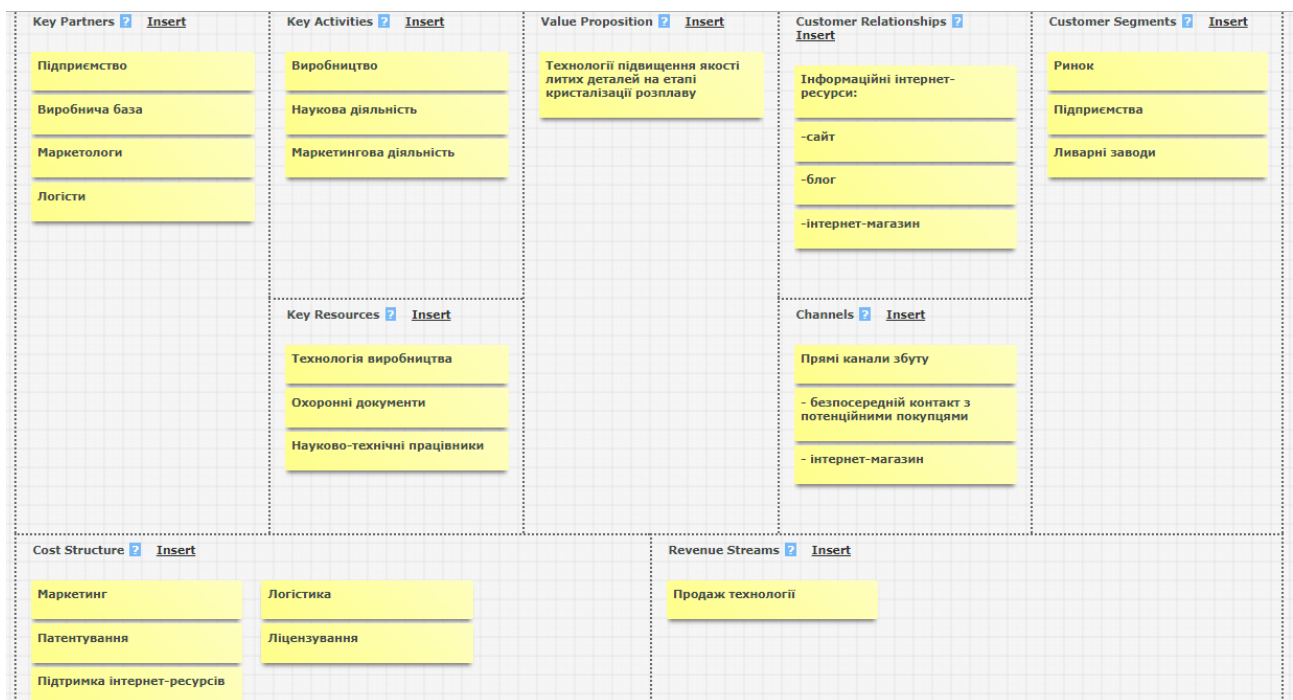 Key Partners ? Insert
Підприємство
Виробнича база
Маркетологи
Логісти
Key Activities ? Insert
Виробництво
Наукова діяльність
Маркетингова діяльність
Key Resources ? Insert
Технологія виробництва
Охоронні документи
Науково-технічні працівники
Value Proposition ? Insert
Технології підвищення якості
литих деталей на етапі
кристалізації розплаву
Customer Relationships ?
Insert
Інформаційні інтернет-
ресурси:
-сайт
-блог
-інтернет-магазин
Channels ? Insert
Прямі канали збуту
- безпосередній контакт з
потенційними покупцями
- інтернет-магазин
Customer Segments ? Insert
Ринок
Підприємства
Ливарні заводи
Cost Structure ? Insert
Маркетинг
Патентування
Підтримка інтернет-ресурсів
Логістика
Ліцензування
Revenue Streams ? Insert
Продаж технології